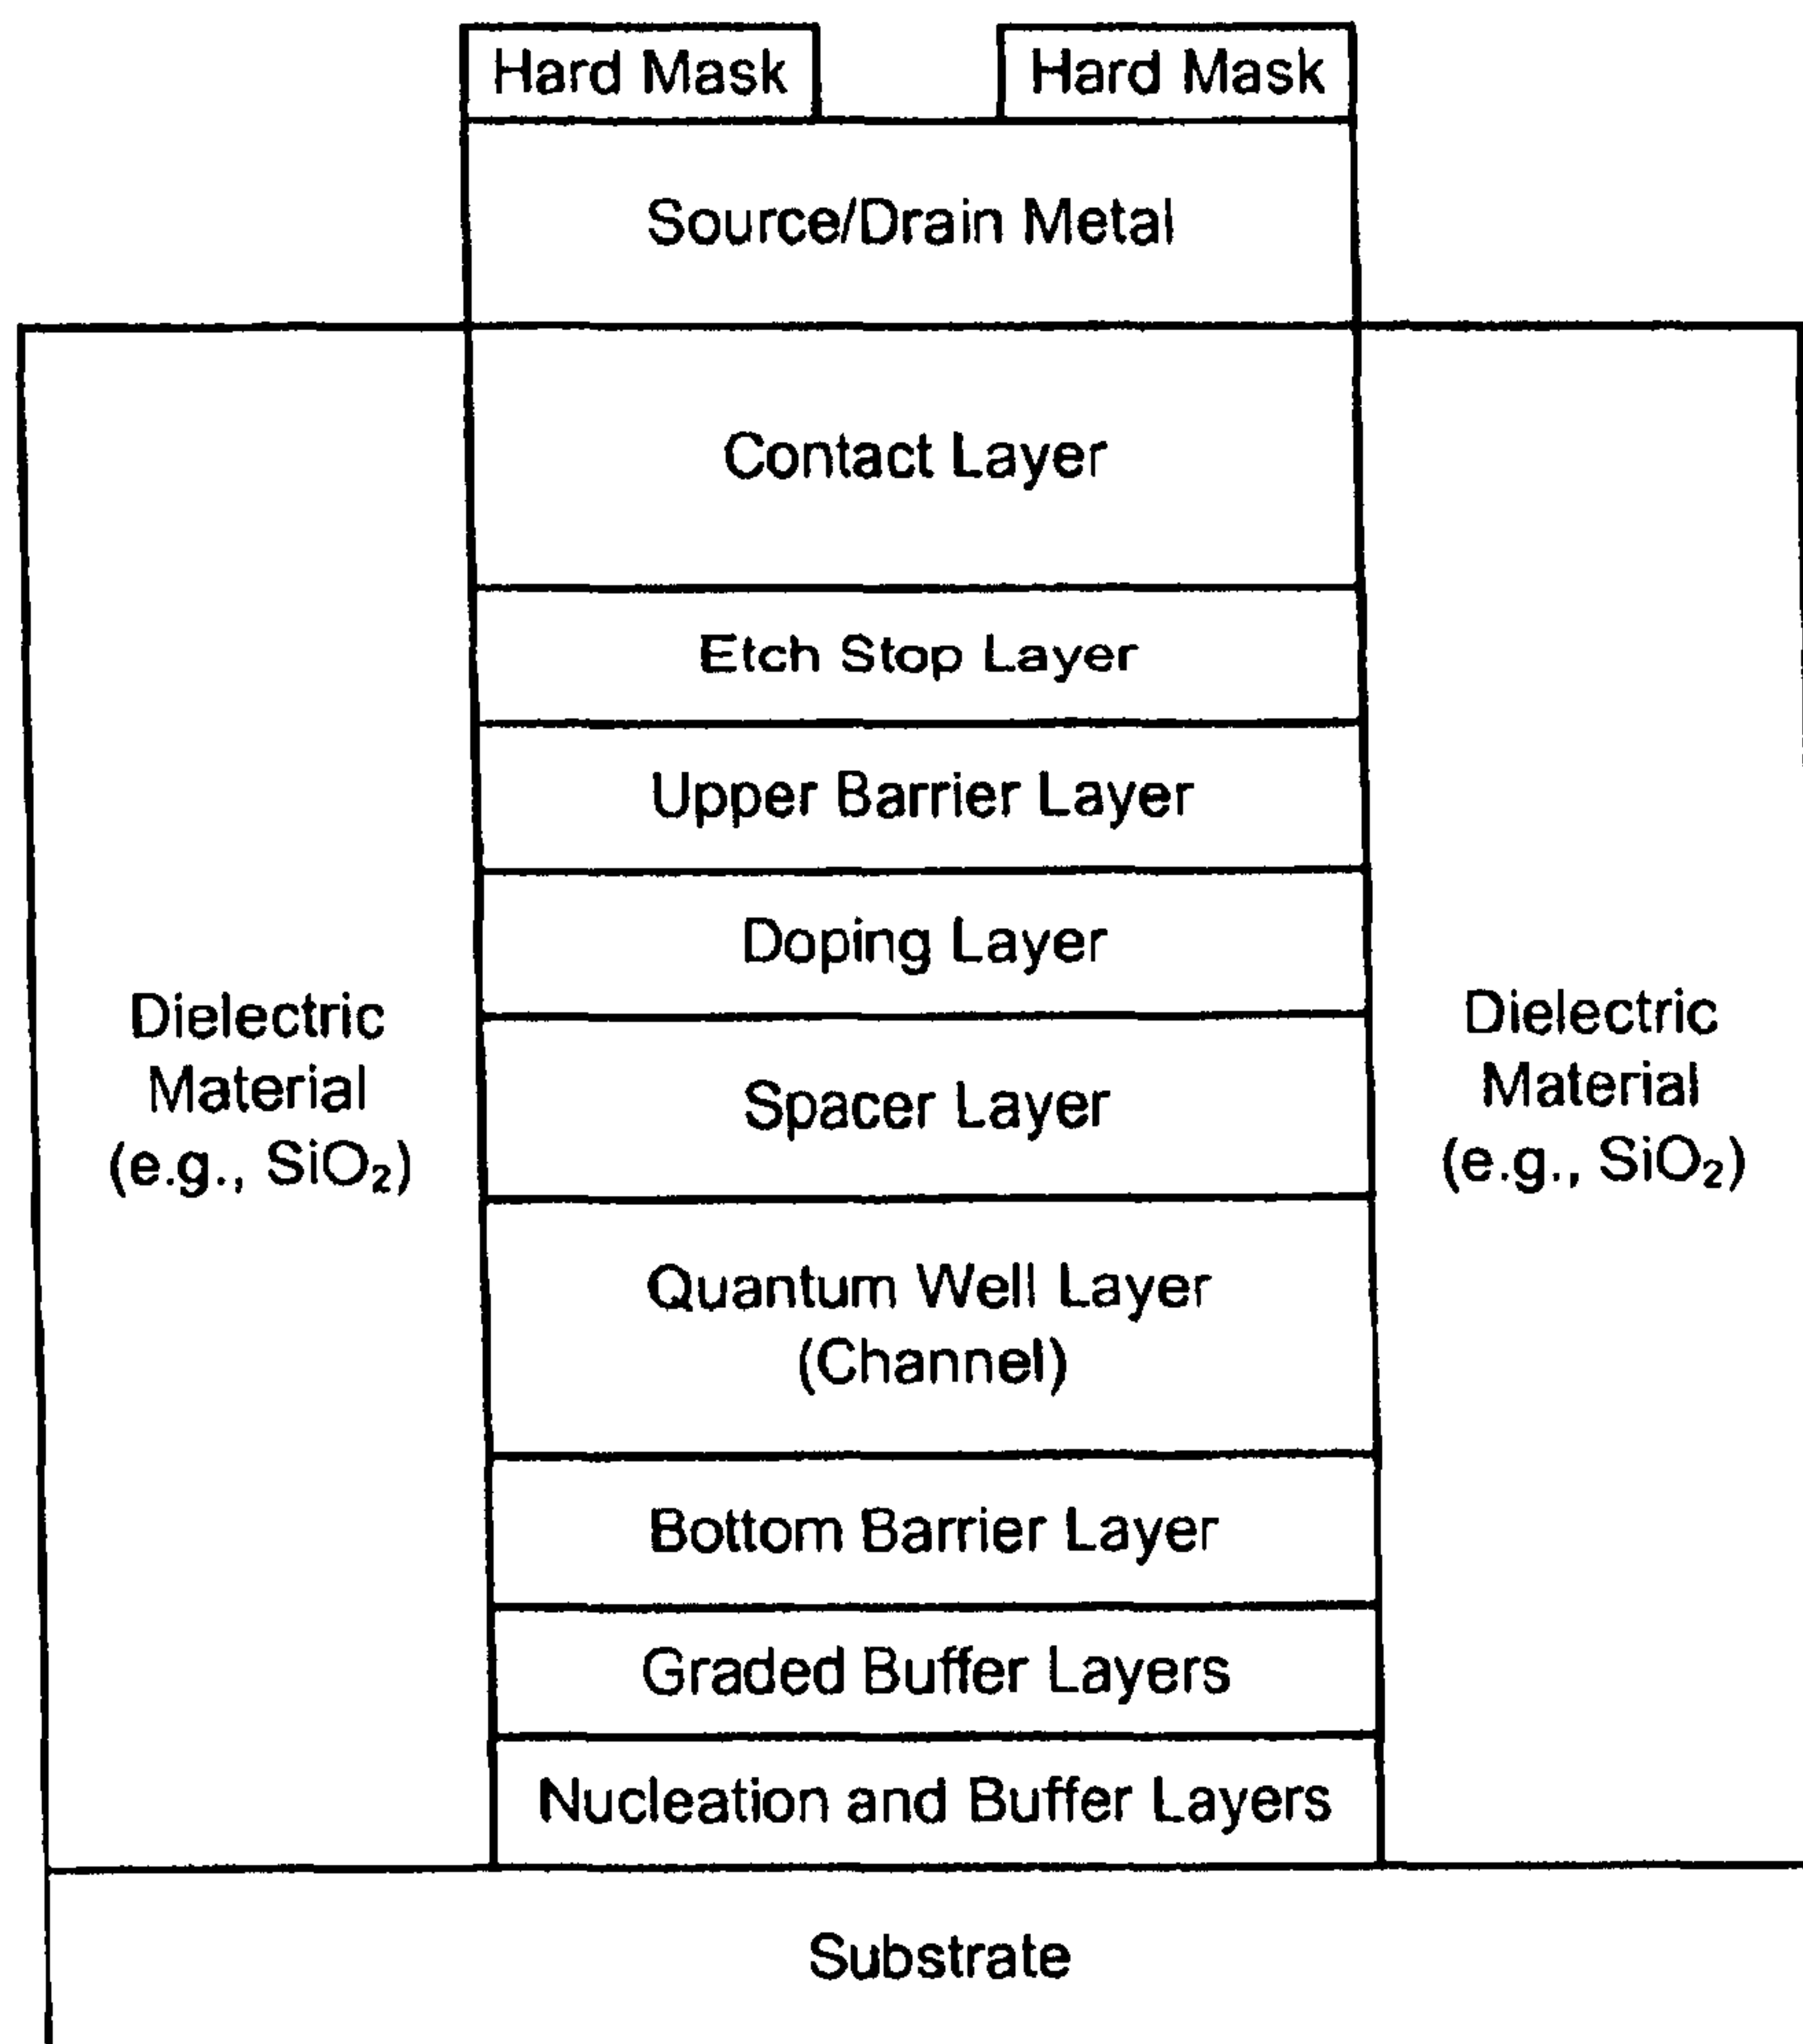 Hard Mask
Hard Mask
Source/Drain Metal
Contact Layer
Etch Stop Layer
Upper Barrier Layer
Doping Layer
Dielectric
Material
(e.g., SiO₂)
Spacer Layer
Dielectric
Material
(e.g., SiO₂)
Quantum Well Layer
(Channel)
Bottom Barrier Layer
Graded Buffer Layers
Nucleation and Buffer Layers
Substrate